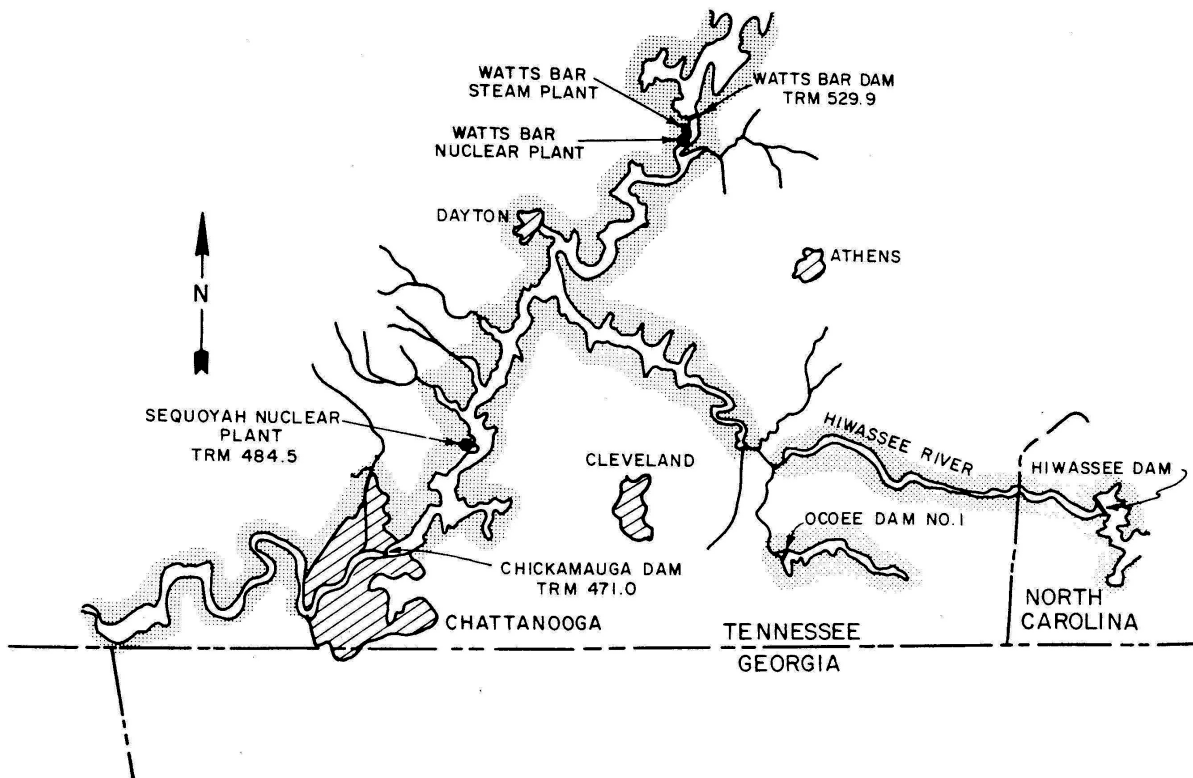 WATTS BAR
STEAM PLANT
WATTS BAR DAM
TRM 529.9
WATTS BAR
NUCLEAR PLANT
DAYTON
ATHENS
N
SEQUOYAH NUCLEAR
PLANT
TRM 484.5
CLEVELAND
HIWASSEE RIVER
HIWASSEE DAM
OCOEE DAM NO.1
CHICKAMAUGA DAM
TRM 471.0
CHATTANOOGA
NORTH
CAROLINA
TENNESSEE
GEORGIA